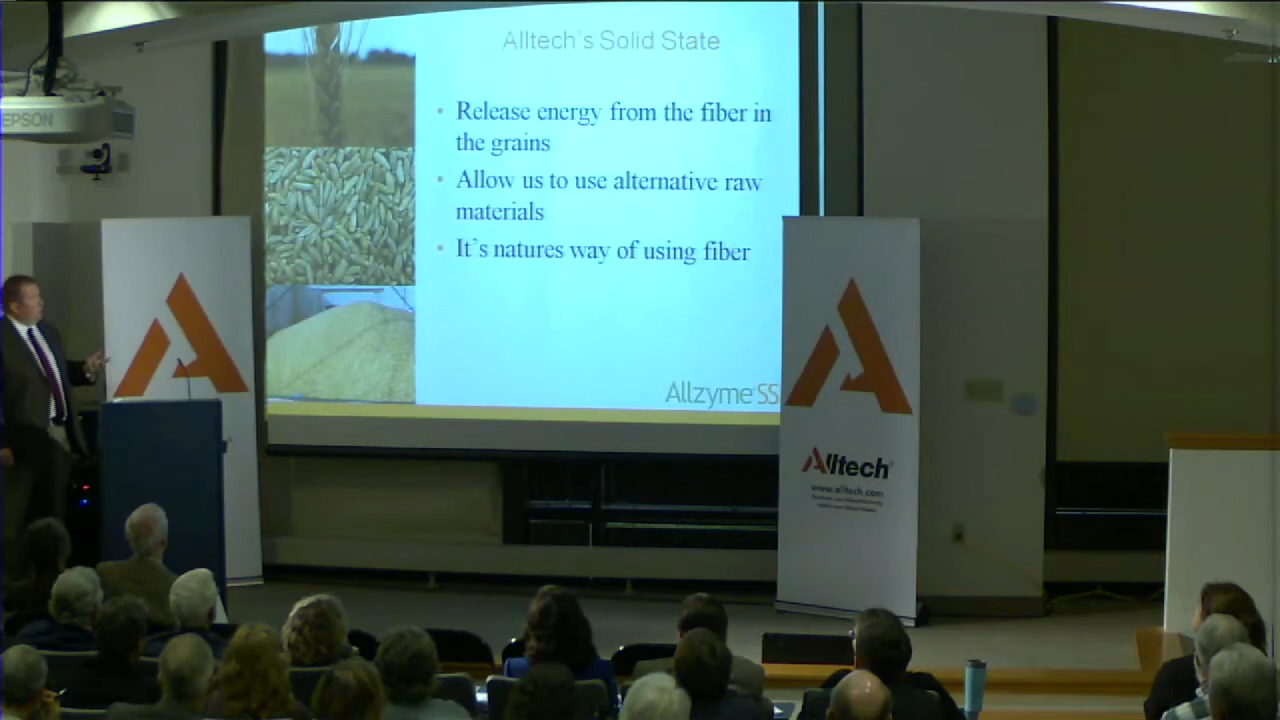 Alltech's Solid State
EPSON
• Release energy from the fiber in
the grains
• Allow us to use alternative raw
materials
• It's natures way of using fiber
Allzyme SS
Alltech
www.alltech.com